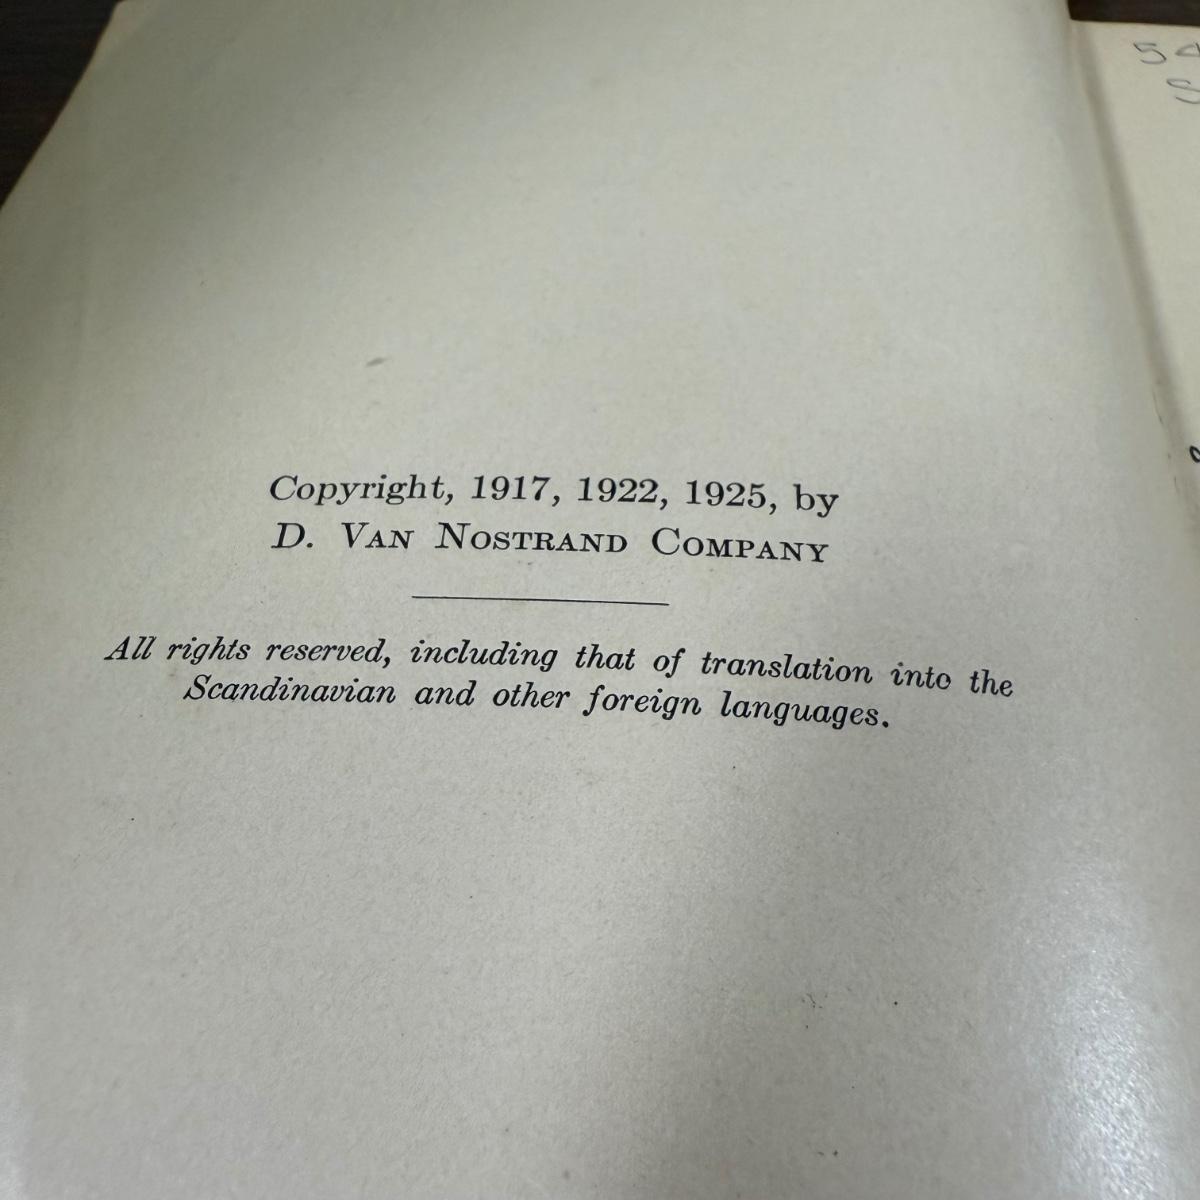 Copyright, 1917, 1922, 1925, by
D. VAN NOSTRAND COMPANY
All rights reserved, including that of translation into the
Scandinavian and other foreign languages.
54
S